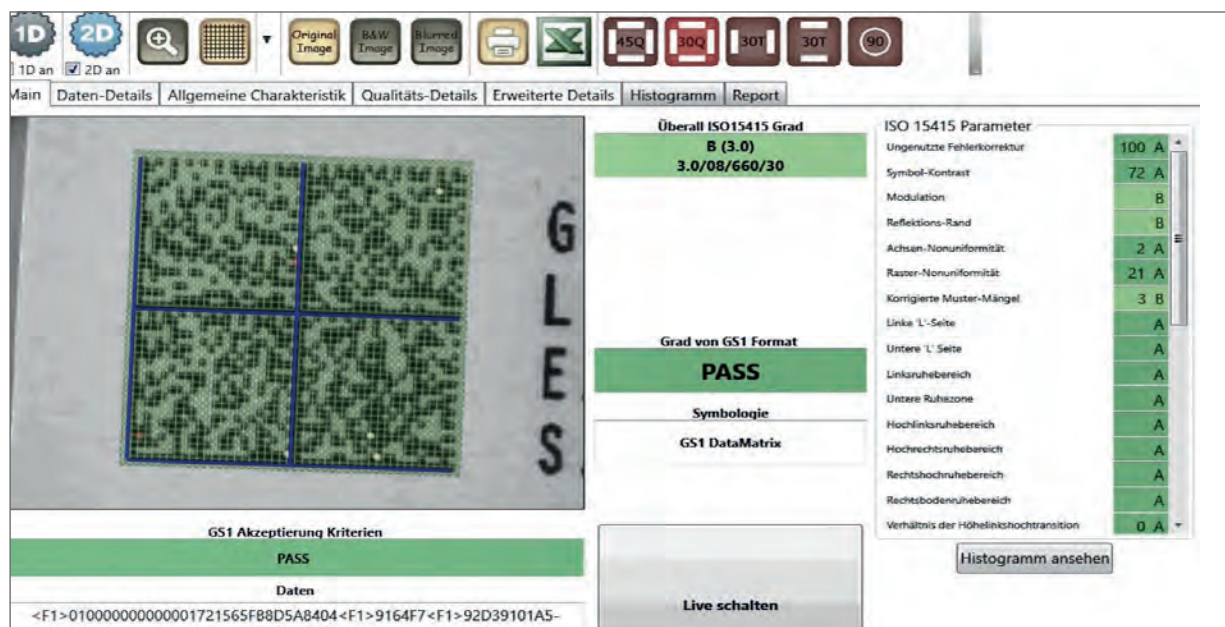 1D
2D
1D an
2D an
Original Image
B&W Image
Blurred Image
45Q
30Q
30T
30T
90
Main
Daten-Details
Allgemeine Charakteristik
Qualitäts-Details
Erweiterte Details
Histogramm
Report
G
L
E
S
GS1 Akzeptierung Kriterien
PASS
Daten
<F1>010000000000001721565FB8D5A8404<F1>9164F7<F1>92D39101A5-
Überall ISO15415 Grad
B (3.0)
3.0/08/660/30
Grad von GS1 Format
PASS
Symbologie
GS1 DataMatrix
Live schalten
ISO 15415 Parameter
Ungenutzte Fehlerkorrektur 100 A
Symbol-Kontrast 72 A
Modulation B
Reflektions-Rand B
Achsen-Nonuniformität 2 A
Raster-Nonuniformität 21 A
Korrigierte Muster-Mängel 3 B
Linke 'L'-Seite A
Untere 'L' Seite A
Linksruhebereich A
Untere Ruhezone A
Hochlinksruhebereich A
Hochrechtsruhebereich A
Rechtshochruhebereich A
Rechtsbodenruhebereich A
Verhältnis der Höhelinkshochtransition 0 A
Histogramm ansehen